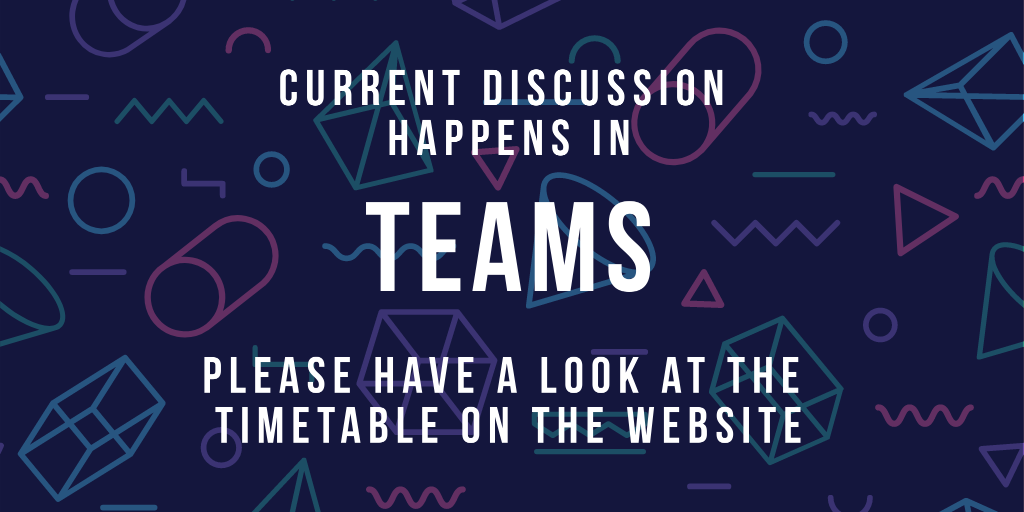 CURRENT DISCUSSION
HAPPENS IN
TEAMS
PLEASE HAVE A LOOK AT THE
TIMETABLE ON THE WEBSITE